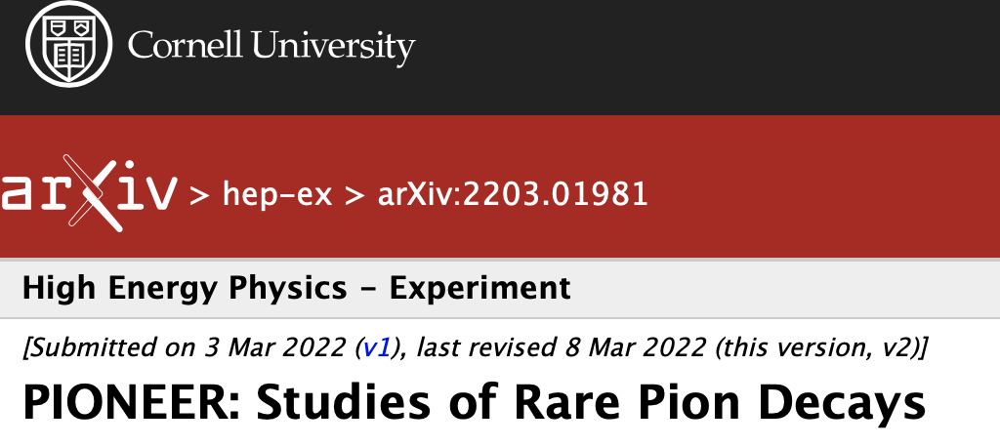 Cornell University
arXiv > hep-ex > arXiv:2203.01981
High Energy Physics – Experiment
[Submitted on 3 Mar 2022 (v1), last revised 8 Mar 2022 (this version, v2)]
PIONEER: Studies of Rare Pion Decays